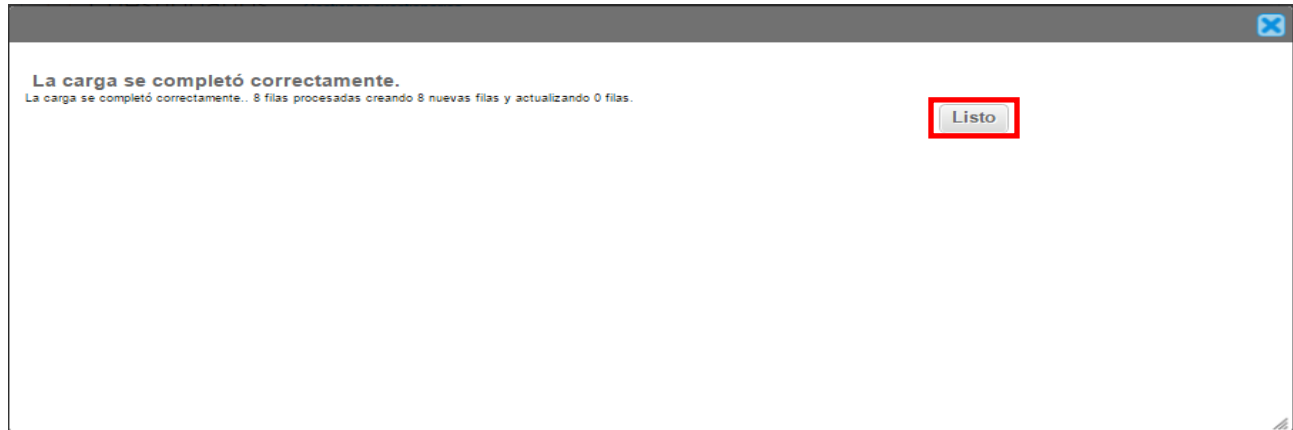 La carga se completó correctamente.
La carga se completó correctamente.. 8 filas procesadas creando 8 nuevas filas y actualizando 0 filas.
Listo